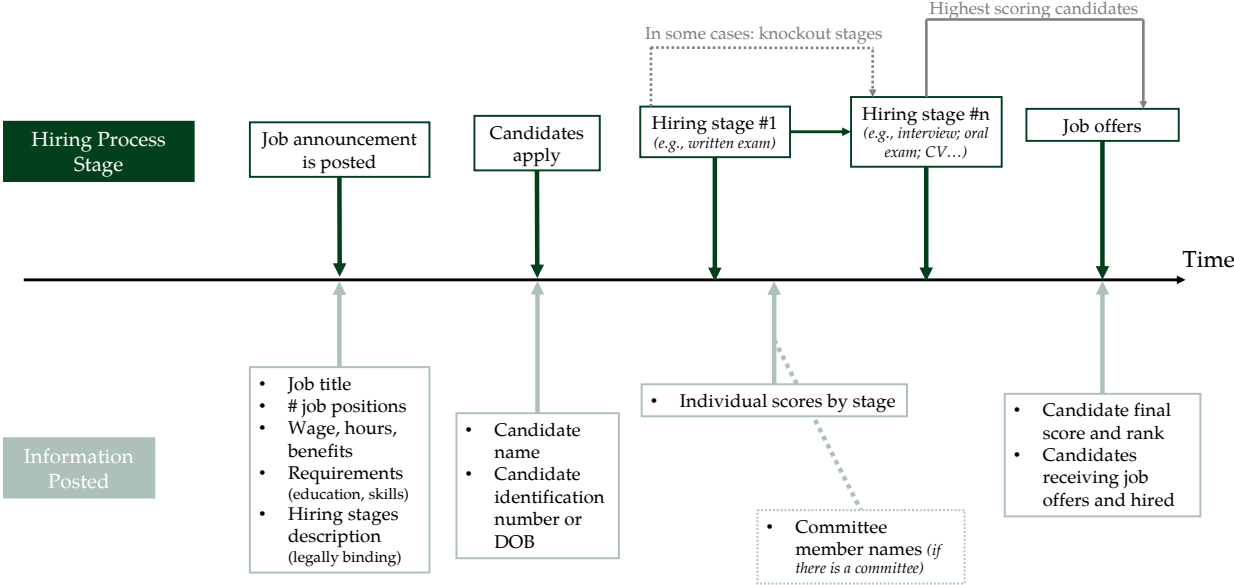 Highest scoring candidates
In some cases: knockout stages
Hiring Process
Stage
Job announcement
is posted
Candidates
apply
Hiring stage #1
(e.g., written exam)
Hiring stage #n
(e.g., interview; oral
exam; CV…)
Job offers
Time
Information
Posted
• Job title
• # job positions
• Wage, hours,
benefits
• Requirements
(education, skills)
• Hiring stages
description
(legally binding)
• Candidate
name
• Candidate
identification
number or
DOB
• Individual scores by stage
• Committee
member names (if
there is a committee)
• Candidate final
score and rank
• Candidates
receiving job
offers and hired